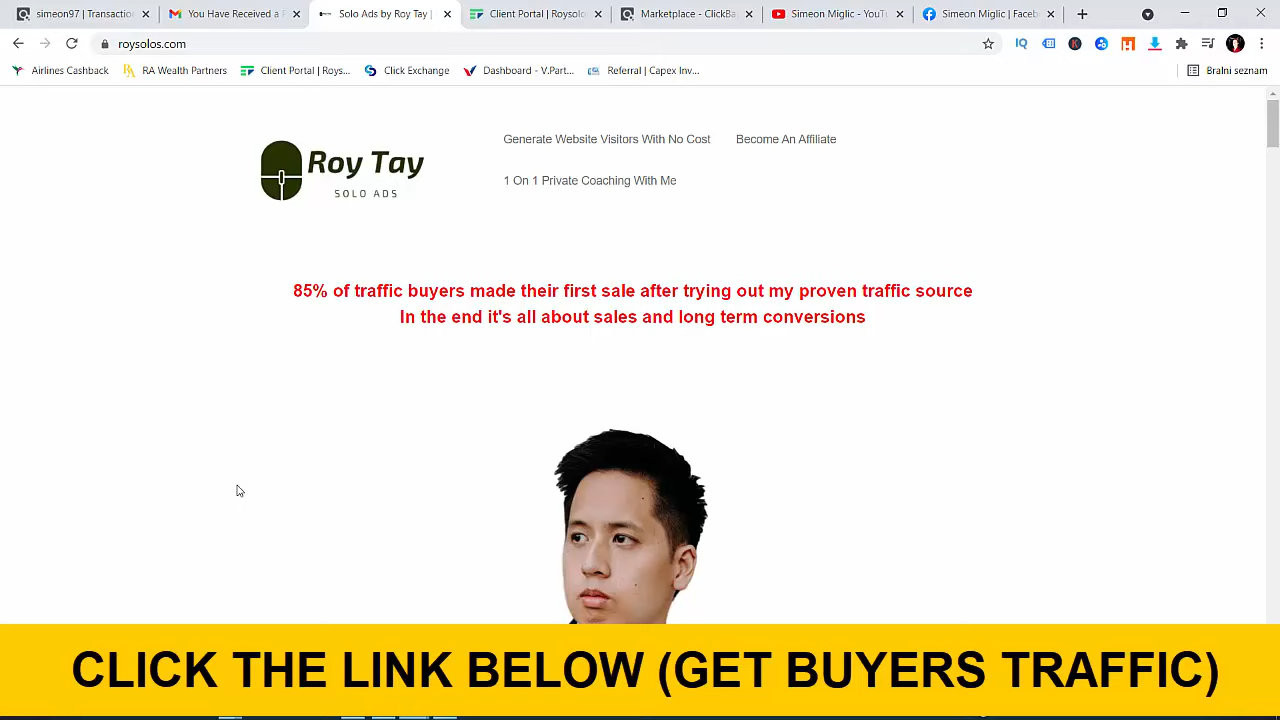 simeon97 | Transaction
You Have Received a P
Solo Ads by Roy Tay |
Client Portal | Roysolo
Marketplace - ClickBa
Simeon Miglic - YouTu
Simeon Miglic | Faceb
roysolos.com
Airlines Cashback
RA Wealth Partners
Client Portal | Roys...
Click Exchange
Dashboard - V.Part...
Referral | Capex Inv...
Bralni seznam
Roy Tay
SOLO ADS
Generate Website Visitors With No Cost
Become An Affiliate
1 On 1 Private Coaching With Me
85% of traffic buyers made their first sale after trying out my proven traffic source
In the end it's all about sales and long term conversions
CLICK THE LINK BELOW (GET BUYERS TRAFFIC)